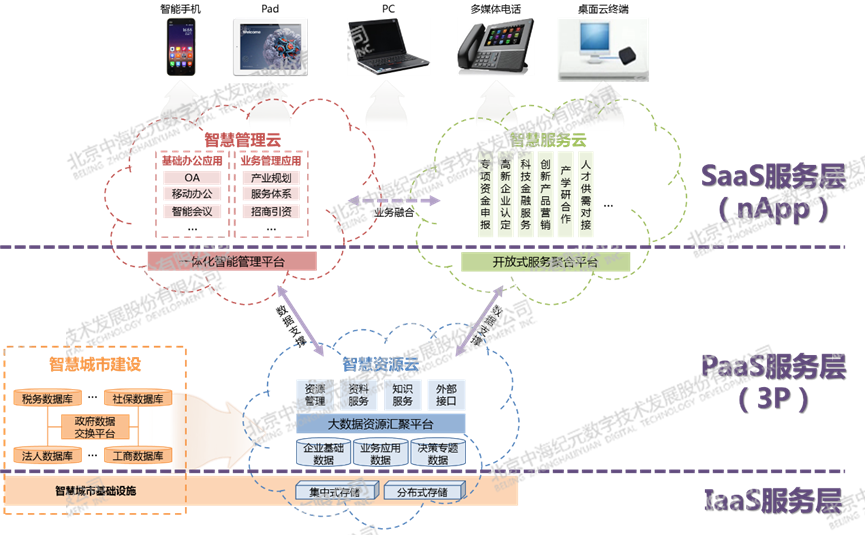 智能手机
Pad
PC
多媒体电话
桌面云终端
智慧管理云
基础办公应用
OA
移动办公
智能会议
...
业务管理应用
产业规划
服务体系
招商引资
...
业务融合
智慧服务云
专项资金申报
高新企业认定
科技金融服务
创新产品营销
产学研合作
人才供需对接
...
SaaS服务层
（nApp）
一体化智能管理平台
开放式服务聚合平台
数据支撑
数据支撑
智慧城市建设
税务数据库
...
社保数据库
政府数据
交换平台
法人数据库
...
工商数据库
智慧资源云
资源
管理
资料
服务
知识
服务
外部
接口
大数据资源汇聚平台
企业基础
数据
业务应用
数据
决策专题
数据
PaaS服务层
（3P）
智慧城市基础设施
集中式存储
分布式存储
IaaS服务层
北京中海纪元数字技术发展股份有限公司
BEIJING ZHONGHAIJIYUAN DIGITAL TECHNOLOGY DEVELOPMENT INC.